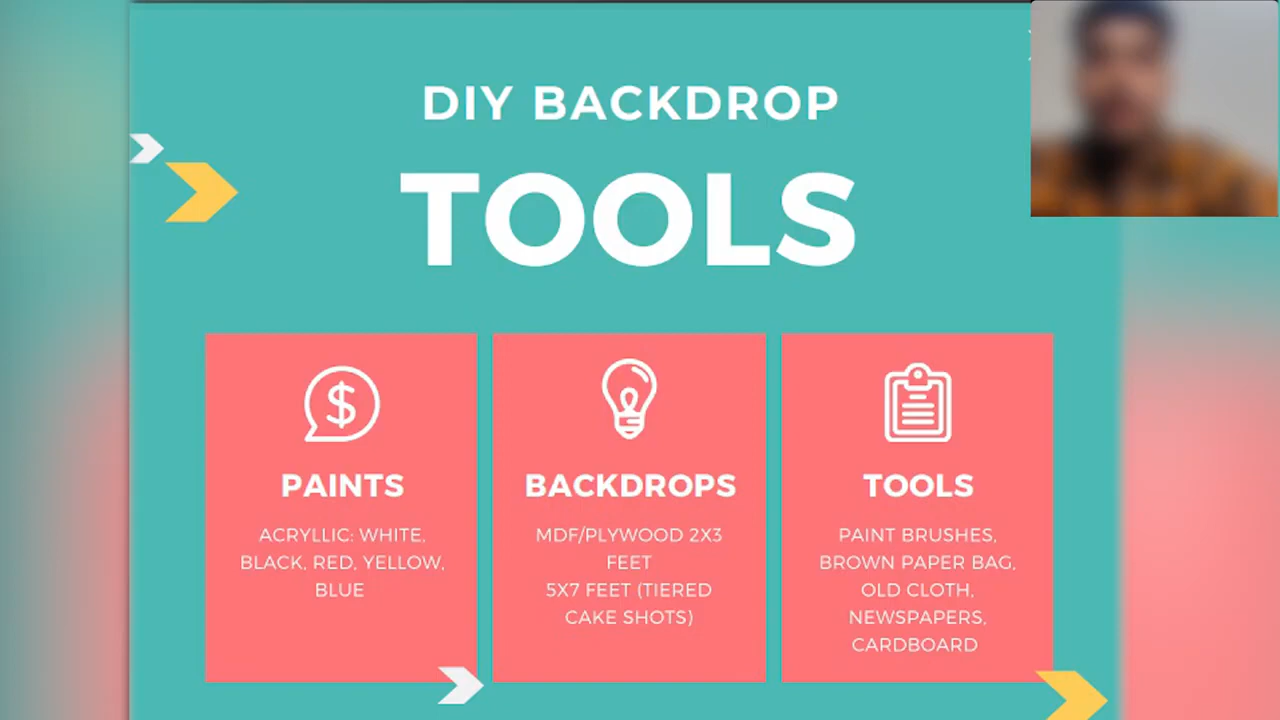 DIY BACKDROP
TOOLS
PAINTS
ACRYLLIC: WHITE,
BLACK, RED, YELLOW,
BLUE
BACKDROPS
MDF/PLYWOOD 2X3
FEET
5X7 FEET (TIERED
CAKE SHOTS)
TOOLS
PAINT BRUSHES,
BROWN PAPER BAG,
OLD CLOTH,
NEWSPAPERS,
CARDBOARD